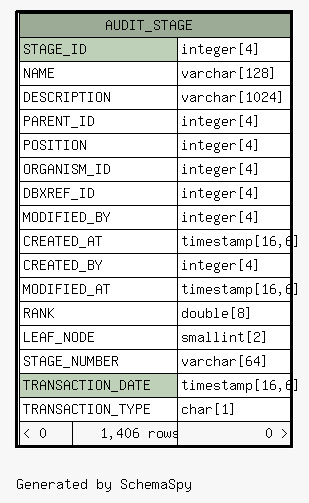 AUDIT_STAGE
STAGE_ID integer[4]
NAME varchar[128]
DESCRIPTION varchar[1024]
PARENT_ID integer[4]
POSITION integer[4]
ORGANISM_ID integer[4]
DBXREF_ID integer[4]
MODIFIED_BY integer[4]
CREATED_AT timestamp[16,6]
CREATED_BY integer[4]
MODIFIED_AT timestamp[16,6]
RANK double[8]
LEAF_NODE smallint[2]
STAGE_NUMBER varchar[64]
TRANSACTION_DATE timestamp[16,6]
TRANSACTION_TYPE char[1]
< 0 1,406 rows 0 >
Generated by SchemaSpy